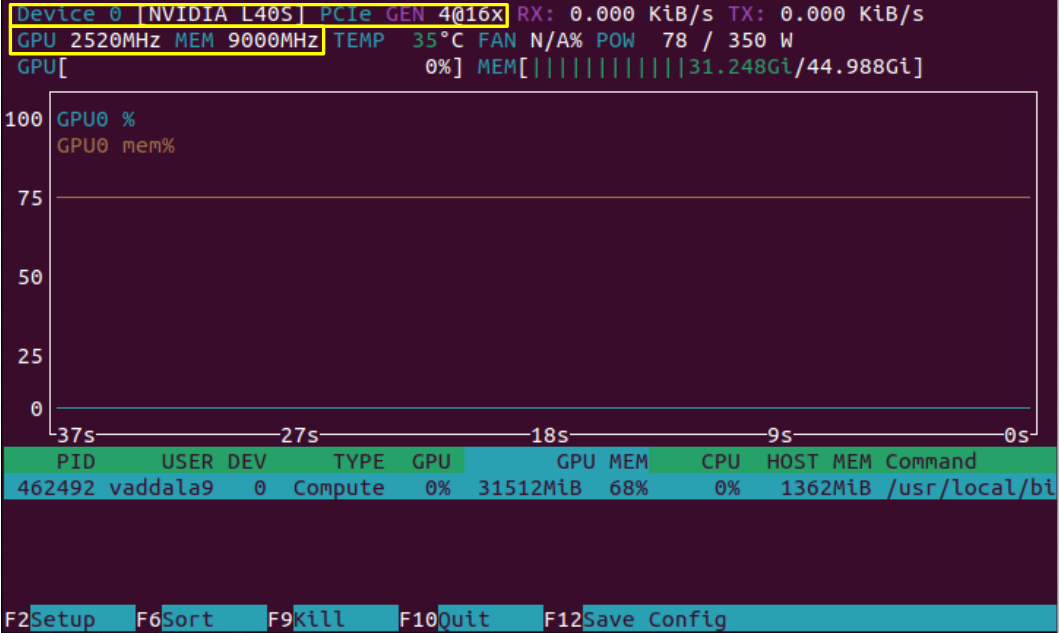 Device 0 [NVIDIA L40S] PCIe GEN 4@16x RX: 0.000 KiB/s TX: 0.000 KiB/s
GPU 2520MHz MEM 9000MHz TEMP 35°C FAN N/A% POW 78 / 350 W
GPU[ 0%] MEM[||||||||||||31.248Gi/44.988Gi]
100 GPU0 %
GPU0 mem%
75
50
25
0
37s 27s 18s 9s 0s
PID USER DEV TYPE GPU GPU MEM CPU HOST MEM Command
462492 vaddala9 0 Compute 0% 31512MiB 68% 0% 1362MiB /usr/local/bi
F2Setup F6Sort F9Kill F10Quit F12Save Config